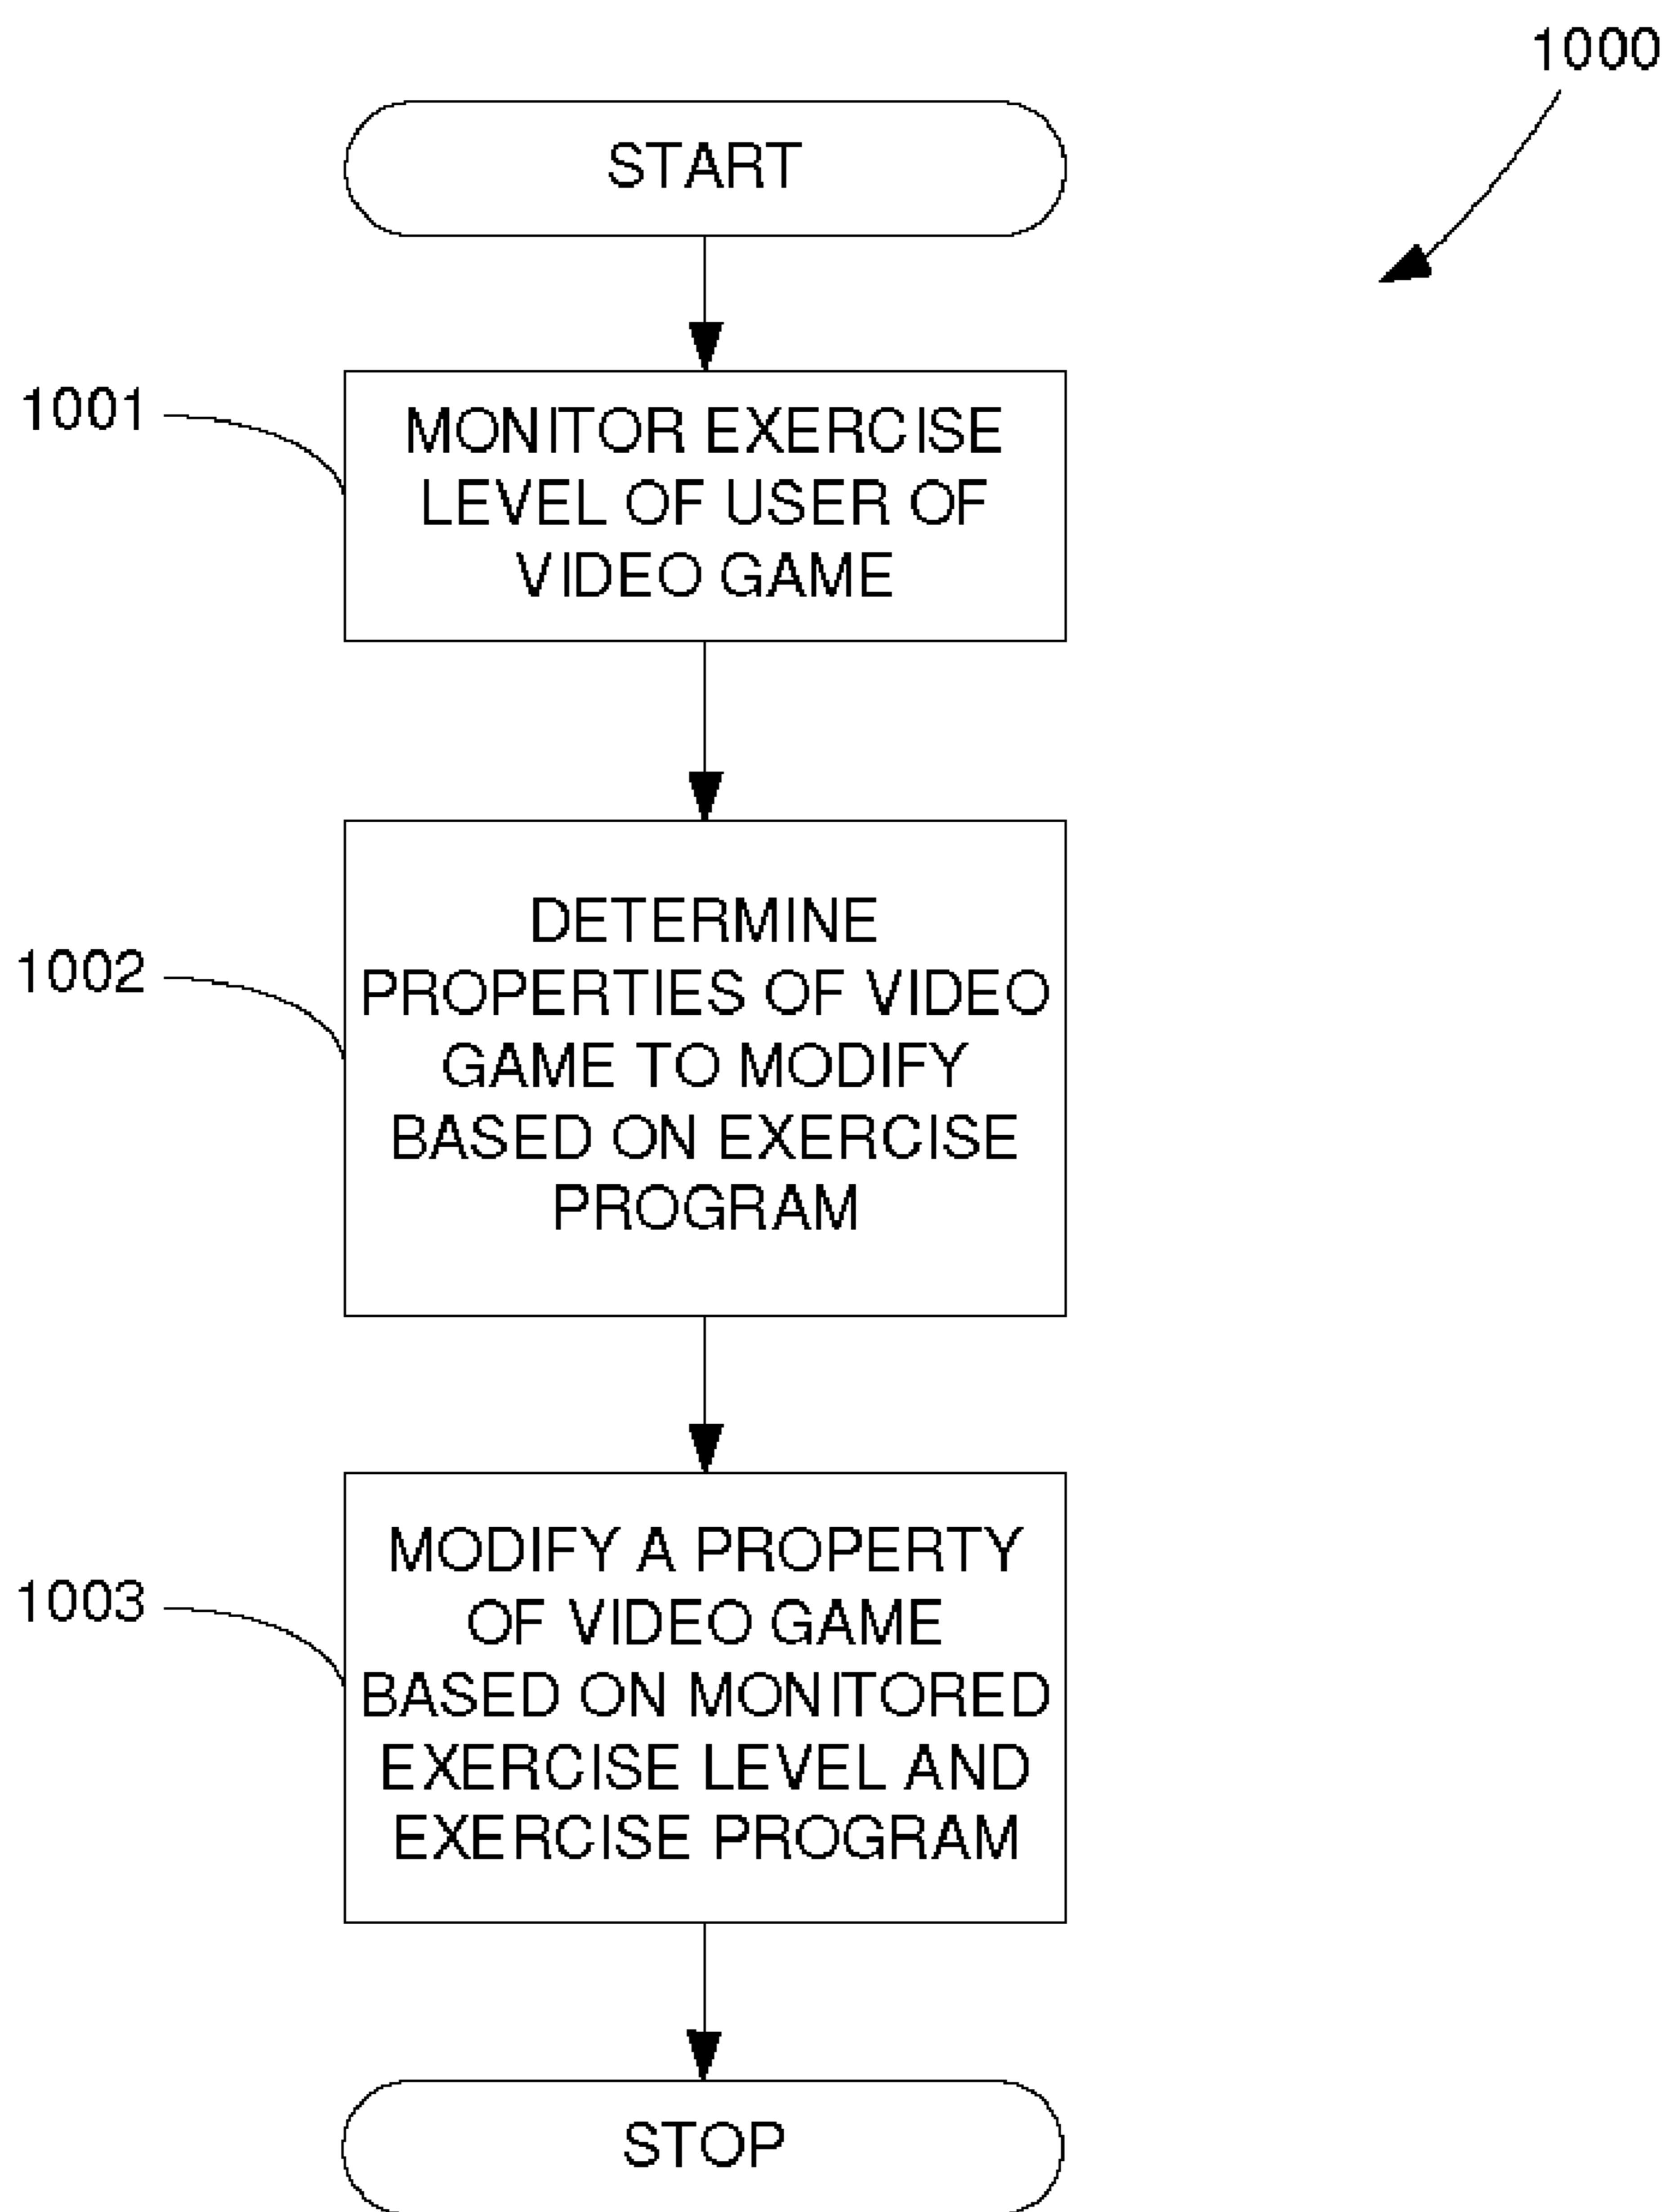 1000
START
1001
MONITOR EXERCISE
LEVEL OF USER OF
VIDEO GAME
1002
DETERMINE
PROPERTIES OF VIDEO
GAME TO MODIFY
BASED ON EXERCISE
PROGRAM
1003
MODIFY A PROPERTY
OF VIDEO GAME
BASED ON MONITORED
EXERCISE LEVEL AND
EXERCISE PROGRAM
STOP